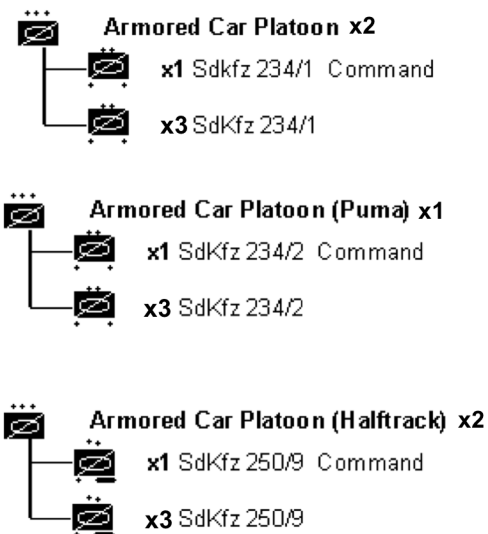 Armored Car Platoon x2
x1 Sdkfz 234/1 Command
x3 SdKfz 234/1
Armored Car Platoon (Puma) x1
x1 SdKfz 234/2 Command
x3 SdKfz 234/2
Armored Car Platoon (Halftrack) x2
x1 SdKfz 250/9 Command
x3 SdKfz 250/9